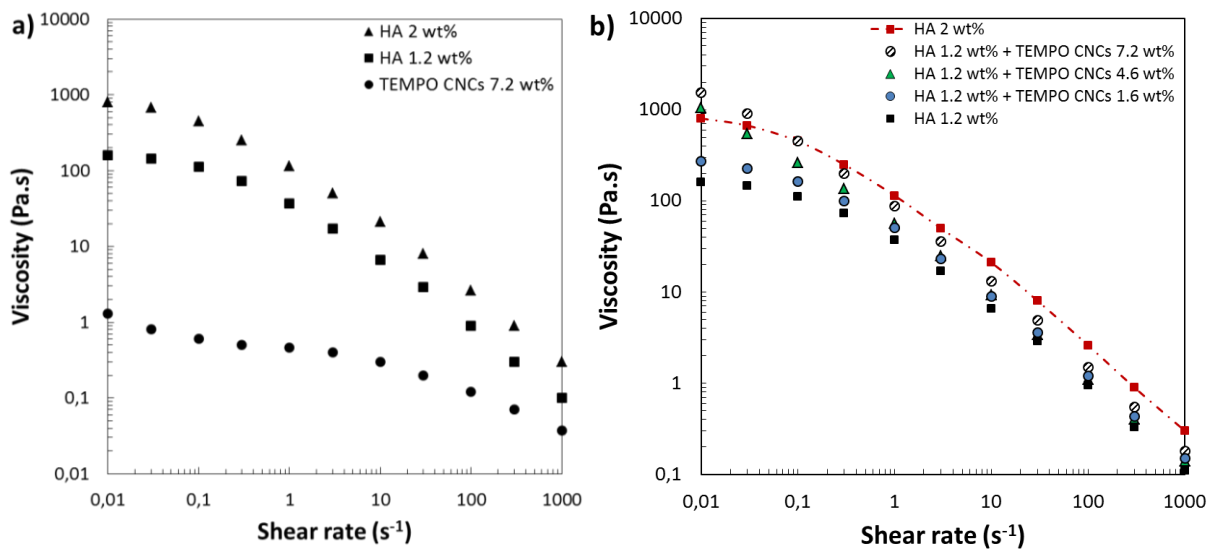 a)
Viscosity (Pa.s)
10000
1000
100
10
1
0,1
0,01
▲ HA 2 wt%
■ HA 1.2 wt%
● TEMPO CNCs 7.2 wt%
0,01 0,1 1 10 100 1000
Shear rate (s⁻¹)
b)
Viscosity (Pa.s)
10000
1000
100
10
1
0,1
HA 2 wt%
HA 1.2 wt% + TEMPO CNCs 7.2 wt%
HA 1.2 wt% + TEMPO CNCs 4.6 wt%
HA 1.2 wt% + TEMPO CNCs 1.6 wt%
HA 1.2 wt%
0,01 0,1 1 10 100 1000
Shear rate (s⁻¹)